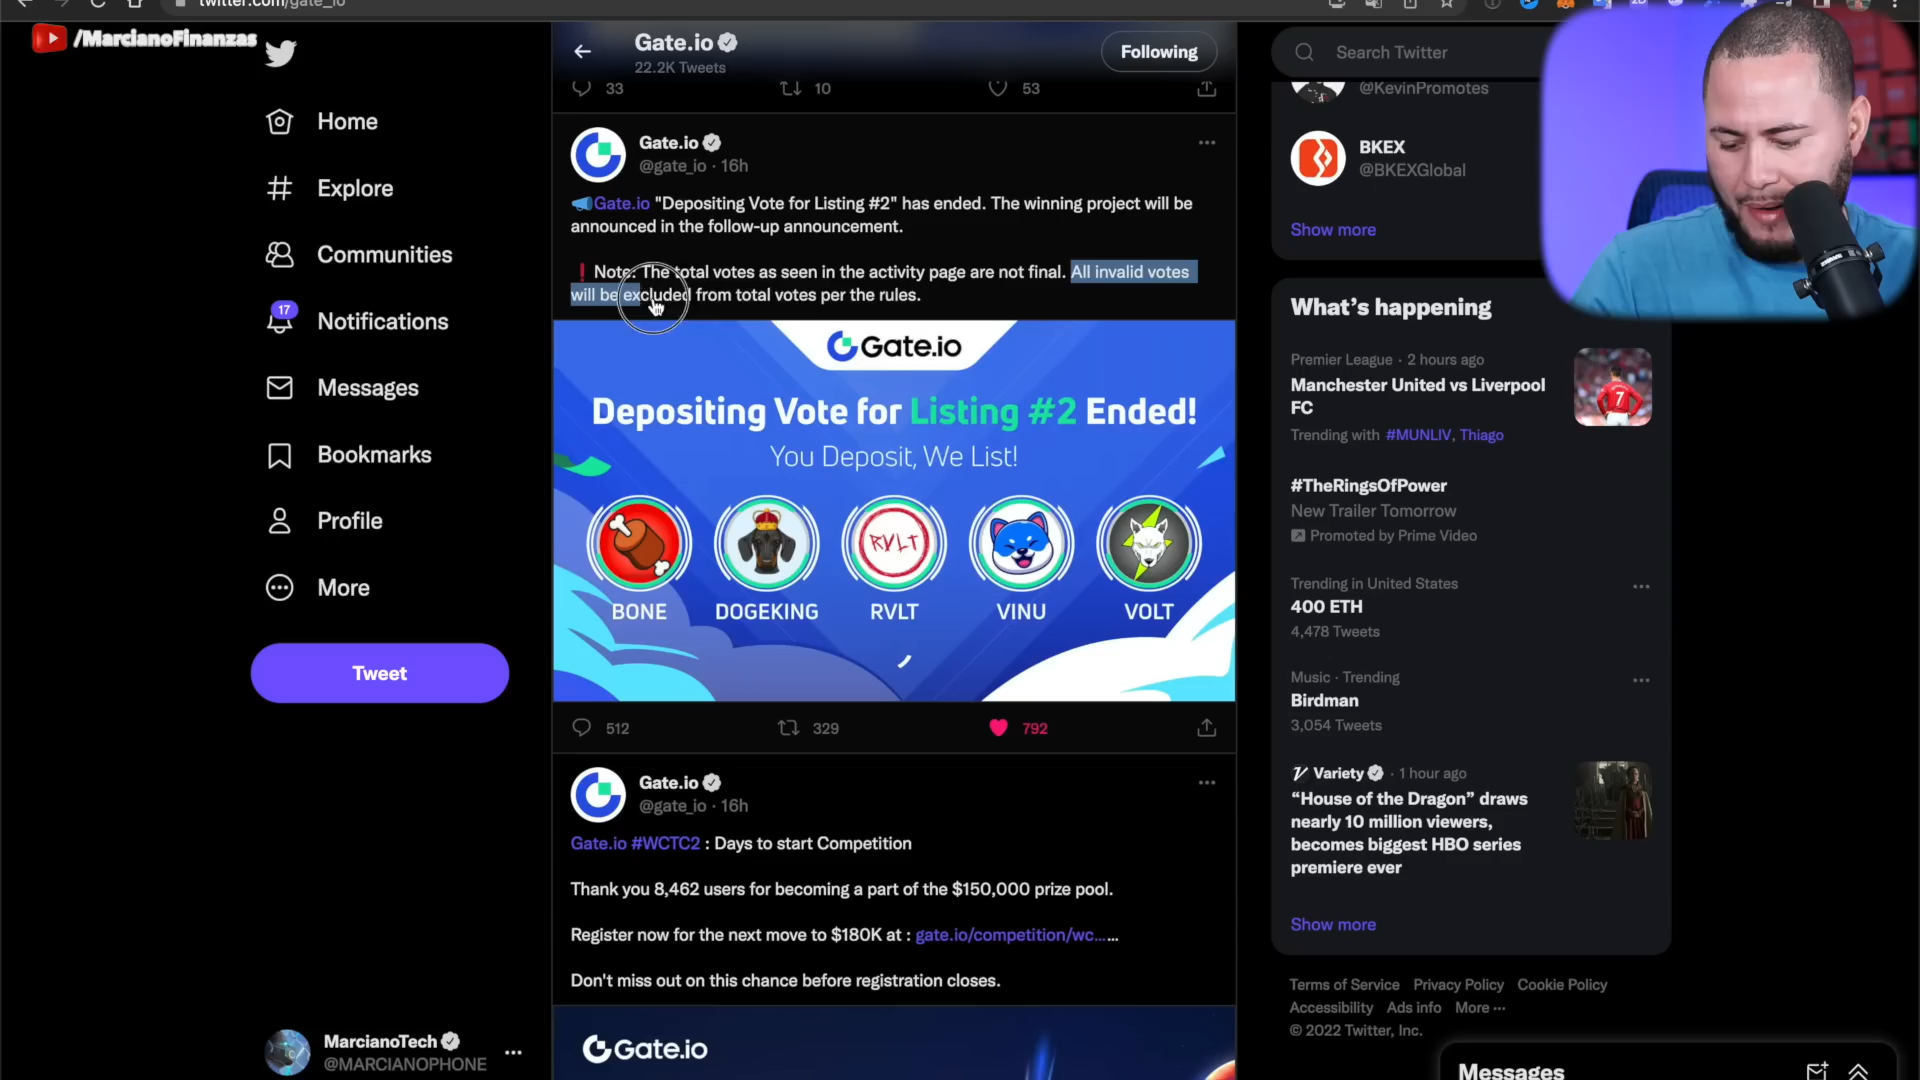 twitter.com/gate_io
/MarcianoFinanzas
Home
Explore
Communities
17
Notifications
Messages
Bookmarks
Profile
More
Tweet
MarcianoTech
@MARCIANOPHONE
Gate.io
22.2K Tweets
Following
33
10
53
Gate.io
@gate_io · 16h
Gate.io "Depositing Vote for Listing #2" has ended. The winning project will be
announced in the follow-up announcement.
❗ Note: The total votes as seen in the activity page are not final. All invalid votes
will be excluded from total votes per the rules.
Gate.io
Depositing Vote for Listing #2 Ended!
You Deposit, We List!
RVLT
BONE
DOGEKING
RVLT
VINU
VOLT
512
329
792
Gate.io
@gate_io · 16h
Gate.io #WCTC2 : Days to start Competition
Thank you 8,462 users for becoming a part of the $150,000 prize pool.
Register now for the next move to $180K at : gate.io/competition/wc... ...
Don't miss out on this chance before registration closes.
Gate.io
Search Twitter
@KevinPromotes
BKEX
@BKEXGlobal
Show more
What's happening
Premier League · 2 hours ago
Manchester United vs Liverpool
FC
Trending with #MUNLIV, Thiago
7
#TheRingsOfPower
New Trailer Tomorrow
Promoted by Prime Video
Trending in United States
400 ETH
4,478 Tweets
Music · Trending
Birdman
3,054 Tweets
Variety · 1 hour ago
"House of the Dragon" draws
nearly 10 million viewers,
becomes biggest HBO series
premiere ever
Show more
Terms of Service Privacy Policy Cookie Policy
Accessibility Ads info More ...
© 2022 Twitter, Inc.
Messages